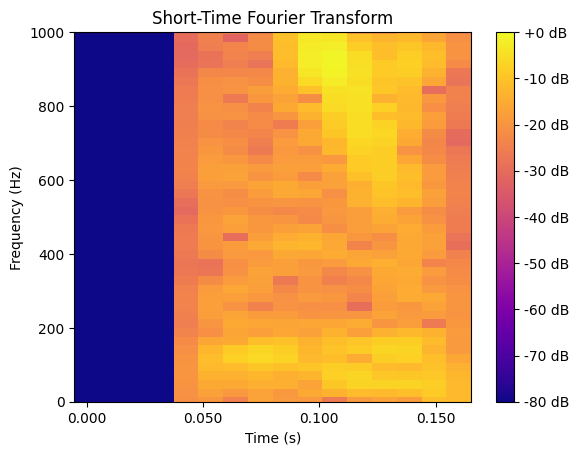 Short-Time Fourier Transform
1000
800
600
400
200
0
Frequency (Hz)
0.000
0.050
0.100
0.150
Time (s)
+0 dB
-10 dB
-20 dB
-30 dB
-40 dB
-50 dB
-60 dB
-70 dB
-80 dB